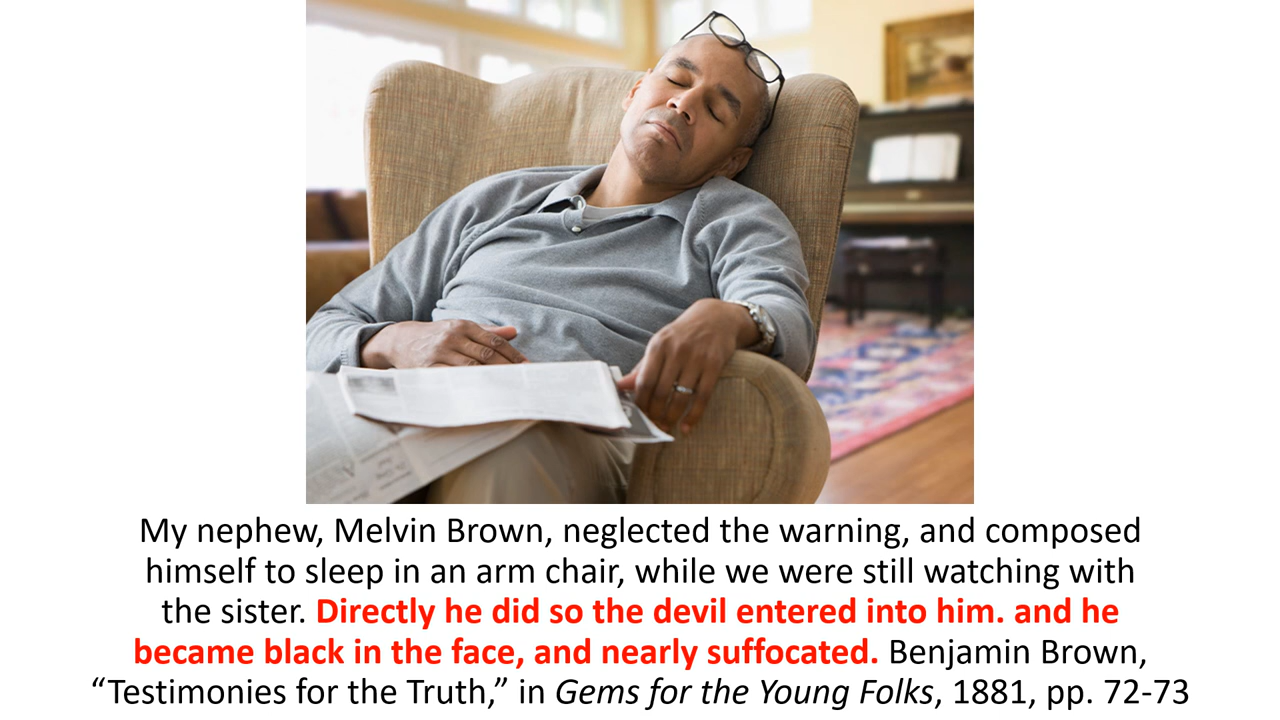 My nephew, Melvin Brown, neglected the warning, and composed
himself to sleep in an arm chair, while we were still watching with
the sister. Directly he did so the devil entered into him. and he
became black in the face, and nearly suffocated. Benjamin Brown,
“Testimonies for the Truth,” in Gems for the Young Folks, 1881, pp. 72-73